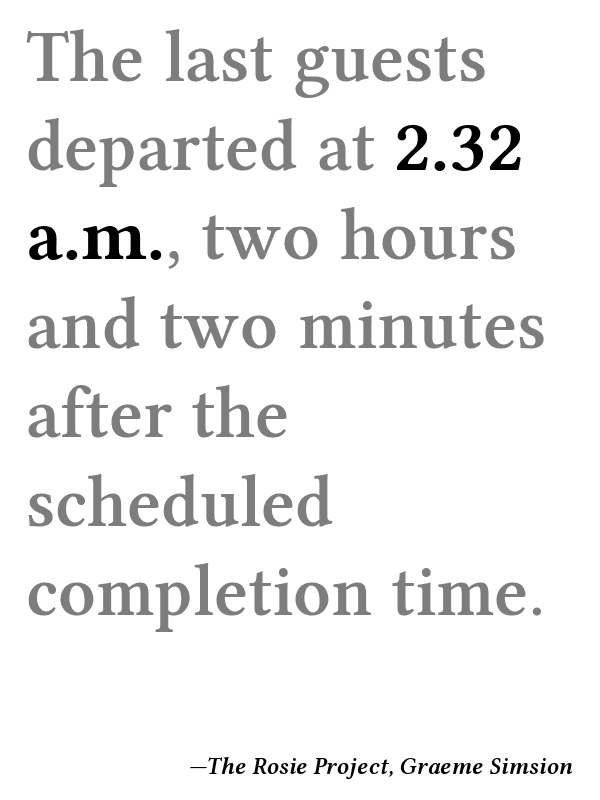 The last guests
departed at 2.32
a.m., two hours
and two minutes
after the
scheduled
completion time.
—The Rosie Project, Graeme Simsion